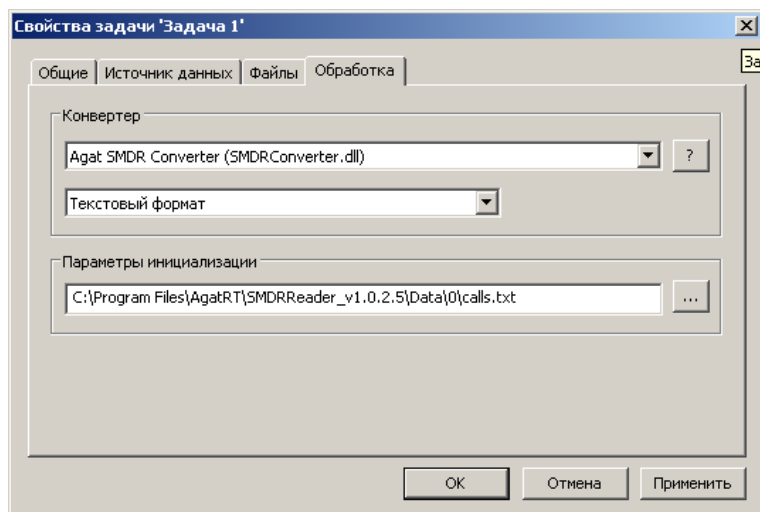 Свойства задачи 'Задача 1'
За
Общие Источник данных Файлы Обработка
Конвертер
Agat SMDR Converter (SMDRConverter.dll)
?
Текстовый формат
Параметры инициализации
C:\Program Files\AgatRT\SMDRReader_v1.0.2.5\Data\0\calls.txt
...
OK Отмена Применить